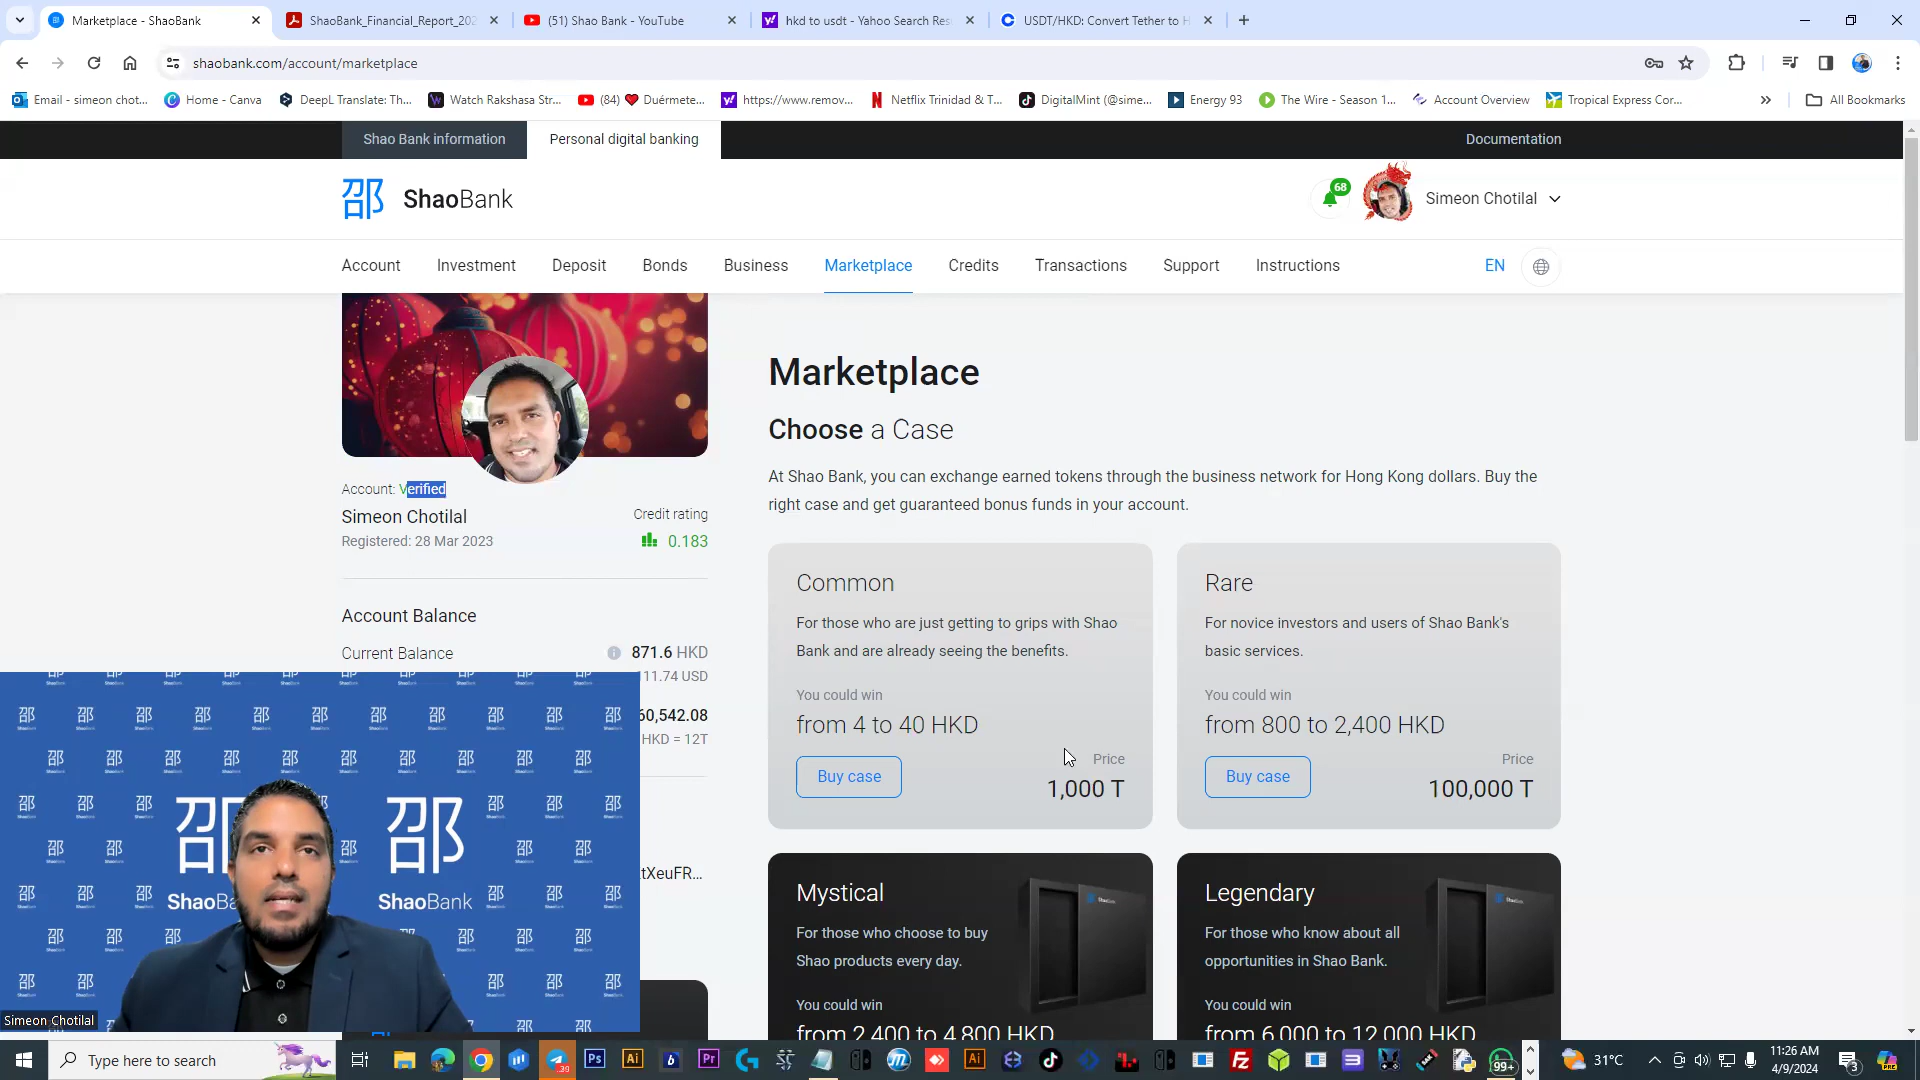 Marketplace - ShaoBank
ShaoBank_Financial_Report_202
(51) Shao Bank - YouTube
hkd to usdt - Yahoo Search Res
USDT/HKD: Convert Tether to H
shaobank.com/account/marketplace
Email - simeon chot...
Home - Canva
DeepL Translate: Th...
Watch Rakshasa Str...
(84) ❤️ Duérmete...
https://www.remov...
Netflix Trinidad & T...
DigitalMint (@sime...
Energy 93
The Wire - Season 1...
Account Overview
Tropical Express Cor...
All Bookmarks
Shao Bank information
Personal digital banking
Documentation
邵 ShaoBank
68
Simeon Chotilal
Account
Investment
Deposit
Bonds
Business
Marketplace
Credits
Transactions
Support
Instructions
EN
Account: Verified
Simeon Chotilal
Registered: 28 Mar 2023
Credit rating
0.183
Account Balance
Current Balance
871.6 HKD
111.74 USD
60,542.08
HKD = 12T
tXeuFR...
Marketplace
Choose a Case
At Shao Bank, you can exchange earned tokens through the business network for Hong Kong dollars. Buy the
right case and get guaranteed bonus funds in your account.
Common
For those who are just getting to grips with Shao
Bank and are already seeing the benefits.
You could win
from 4 to 40 HKD
Buy case
Price
1,000 T
Rare
For novice investors and users of Shao Bank's
basic services.
You could win
from 800 to 2,400 HKD
Buy case
Price
100,000 T
Mystical
For those who choose to buy
Shao products every day.
You could win
from 2,400 to 4,800 HKD
Legendary
For those who know about all
opportunities in Shao Bank.
You could win
from 6,000 to 12,000 HKD
邵
ShaoBa
邵
ShaoBank
Simeon Chotilal
Type here to search
99+
31°C
11:26 AM
4/9/2024
3